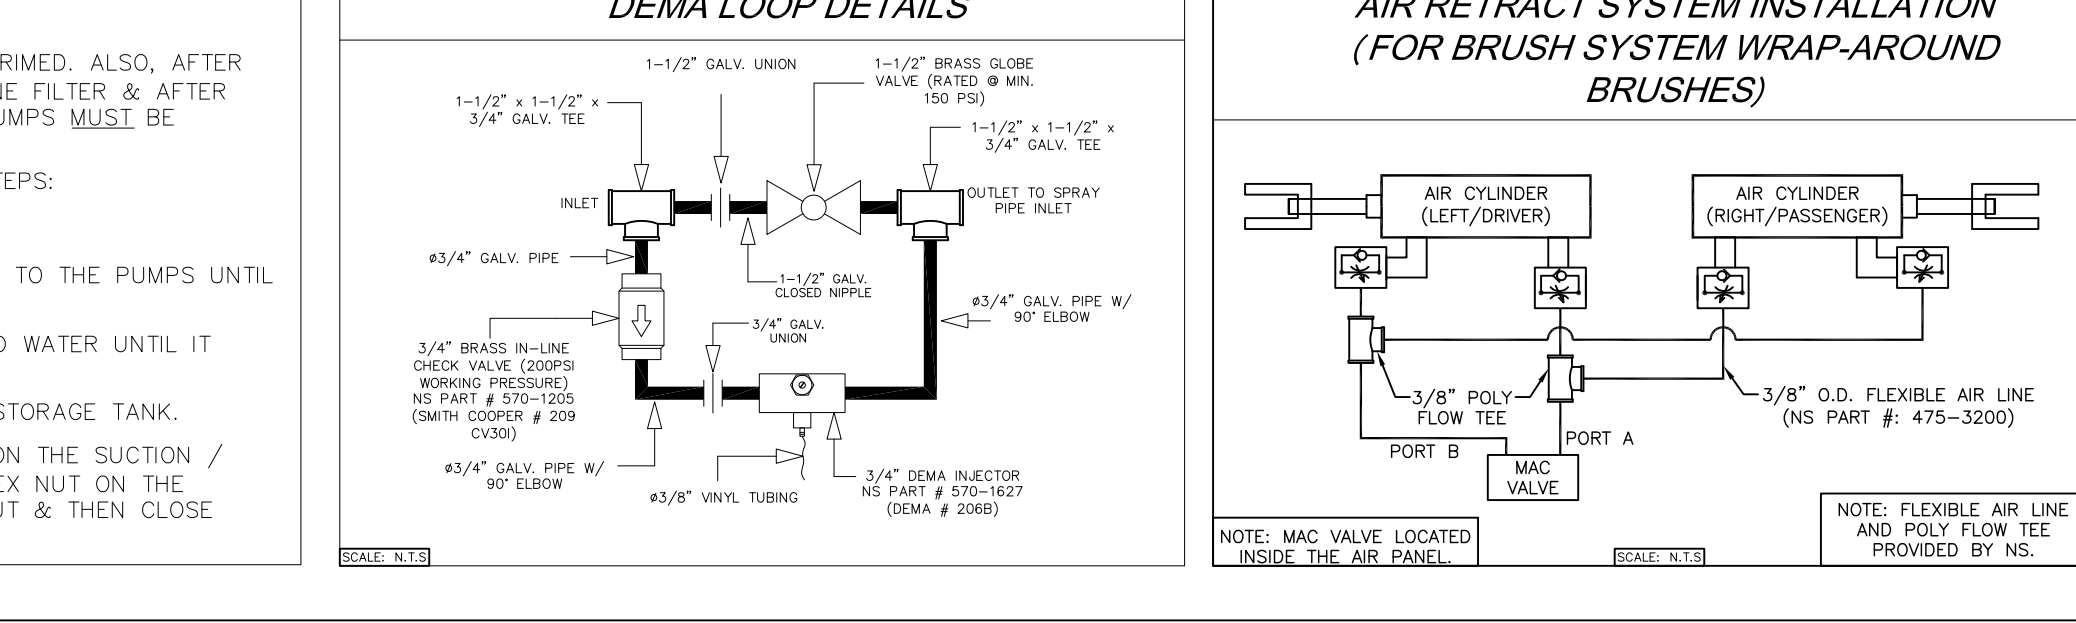 RIMED. ALSO, AFTER
NE FILTER & AFTER
UMPS MUST BE
TEPS:
TO THE PUMPS UNTIL
WATER UNTIL IT
STORAGE TANK.
ON THE SUCTION /
EX NUT ON THE
UT & THEN CLOSE
DEMA LOOP DETAILS
1-1/2" GALV. UNION
1-1/2" BRASS GLOBE
VALVE (RATED @ MIN.
150 PSI)
1-1/2" x 1-1/2" x
3/4" GALV. TEE
1-1/2" x 1-1/2" x
3/4" GALV. TEE
INLET
OUTLET TO SPRAY
PIPE INLET
ø3/4" GALV. PIPE
1-1/2" GALV.
CLOSED NIPPLE
ø3/4" GALV. PIPE W/
90° ELBOW
3/4" GALV.
UNION
3/4" BRASS IN-LINE
CHECK VALVE (200PSI
WORKING PRESSURE)
NS PART # 570-1205
(SMITH COOPER # 209
CV30I)
ø3/4" GALV. PIPE W/
90° ELBOW
ø3/8" VINYL TUBING
3/4" DEMA INJECTOR
NS PART # 570-1627
(DEMA # 206B)
SCALE: N.T.S
AIR RETRACT SYSTEM INSTALLATION
(FOR BRUSH SYSTEM WRAP-AROUND
BRUSHES)
AIR CYLINDER
(LEFT/DRIVER)
AIR CYLINDER
(RIGHT/PASSENGER)
3/8" POLY
FLOW TEE
3/8" O.D. FLEXIBLE AIR LINE
(NS PART #: 475-3200)
PORT A
PORT B
MAC
VALVE
NOTE: MAC VALVE LOCATED
INSIDE THE AIR PANEL.
SCALE: N.T.S
NOTE: FLEXIBLE AIR LINE
AND POLY FLOW TEE
PROVIDED BY NS.